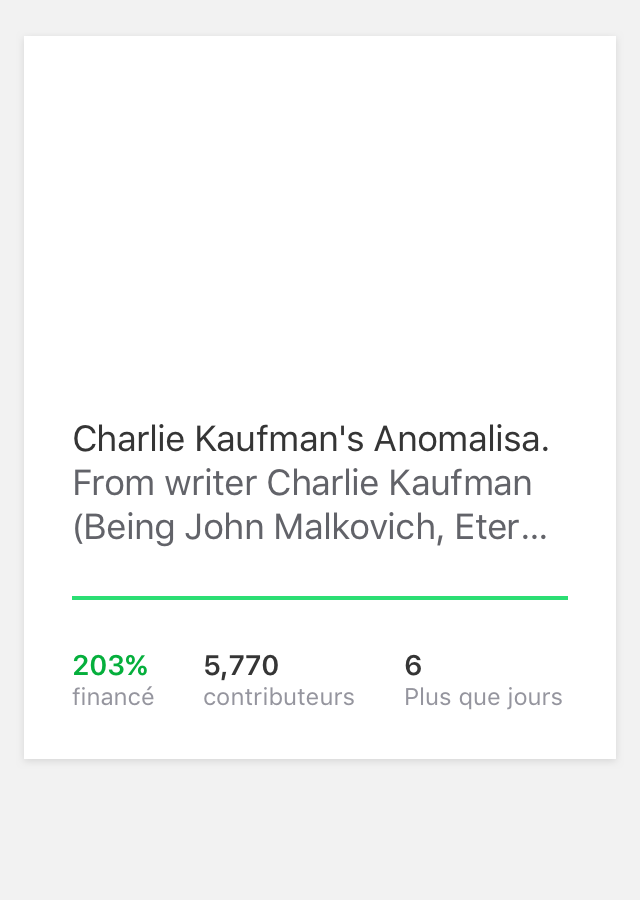 Charlie Kaufman's Anomalisa.
From writer Charlie Kaufman
(Being John Malkovich, Eter...
203% 5,770 6
financé contributeurs Plus que jours